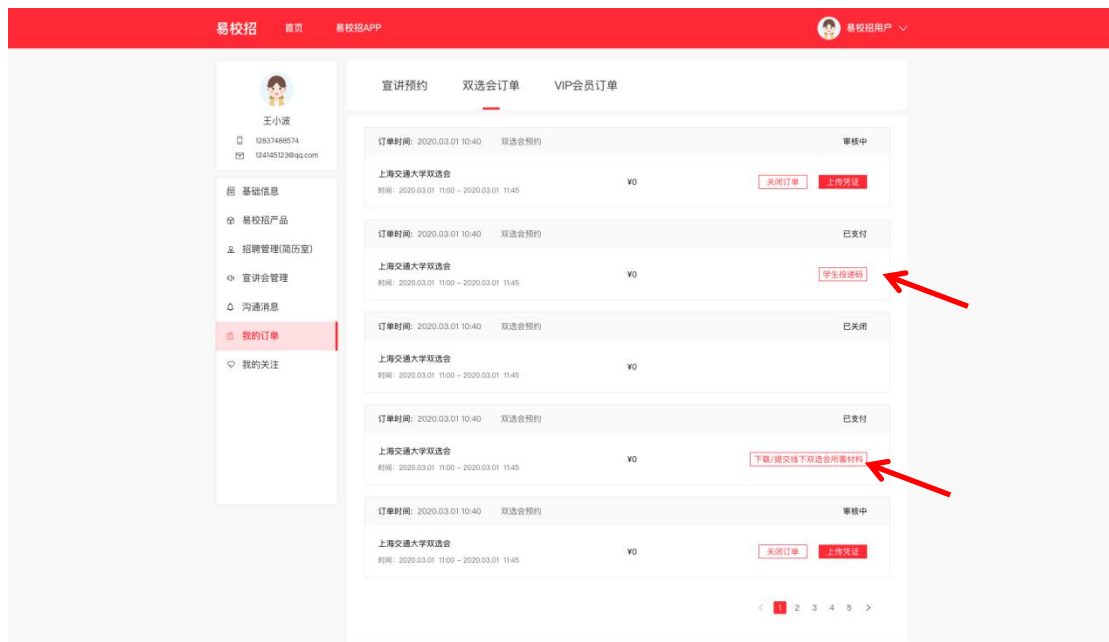 易校招 首页 易校招APP 易校招用户
王小波
12837488574
124145123@qq.com
基础信息
易校招产品
招聘管理(简历室)
宣讲会管理
沟通消息
我的订单
我的关注
宣讲预约 双选会订单 VIP会员订单
订单时间: 2020.03.01 10:40 双选会预约 审核中
上海交通大学双选会
时间: 2020.03.01 11:00 ~ 2020.03.01 11:45
¥0 关闭订单 上传凭证
订单时间: 2020.03.01 10:40 双选会预约 已支付
上海交通大学双选会
时间: 2020.03.01 11:00 ~ 2020.03.01 11:45
¥0 学生投递码
订单时间: 2020.03.01 10:40 双选会预约 已关闭
上海交通大学双选会
时间: 2020.03.01 11:00 ~ 2020.03.01 11:45
¥0
订单时间: 2020.03.01 10:40 双选会预约 已支付
上海交通大学双选会
时间: 2020.03.01 11:00 ~ 2020.03.01 11:45
¥0 下载/提交线下双选会所需材料
订单时间: 2020.03.01 10:40 双选会预约 审核中
上海交通大学双选会
时间: 2020.03.01 11:00 ~ 2020.03.01 11:45
¥0 关闭订单 上传凭证
< 1 2 3 4 5 >